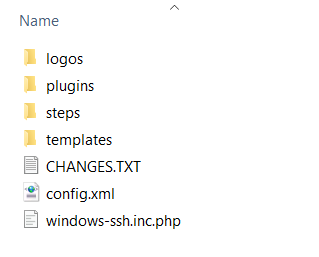 Name
logos
plugins
steps
templates
CHANGES.TXT
config.xml
windows-ssh.inc.php